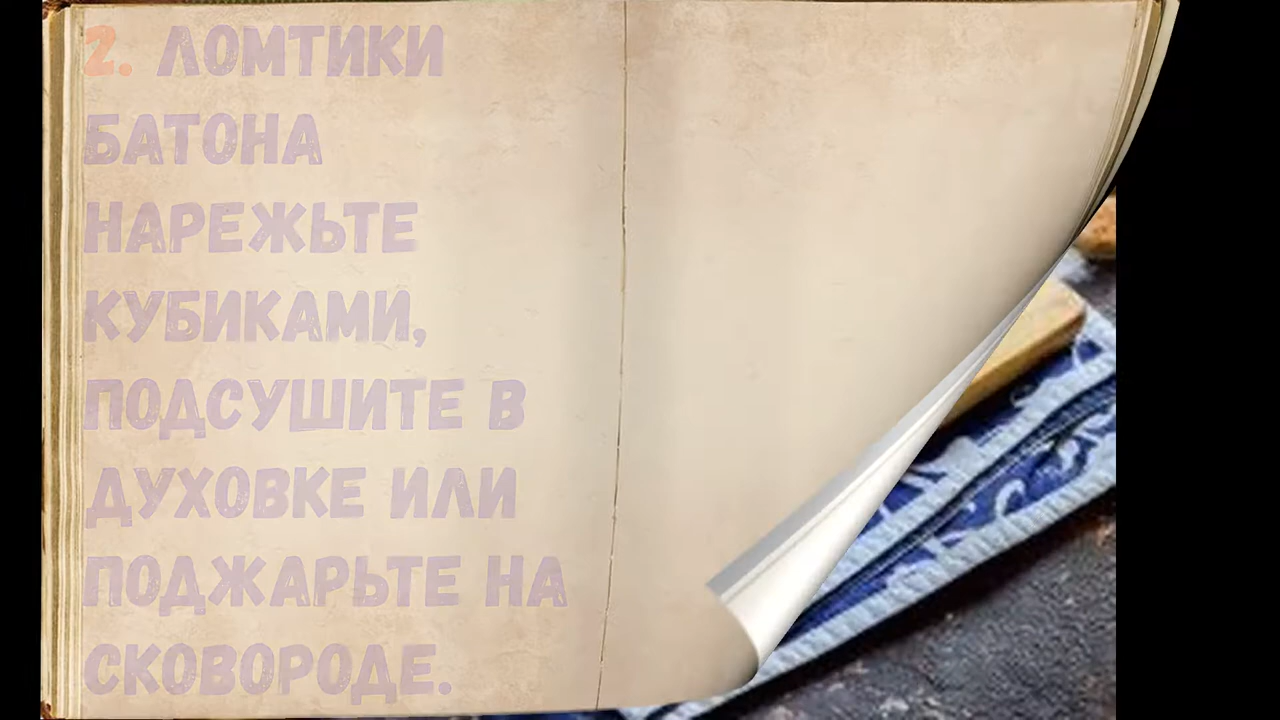 2. ЛОМТИКИ
БАТОНА
НАРЕЖЬТЕ
КУБИКАМИ,
ПОДСУШИТЕ В
ДУХОВКЕ ИЛИ
ПОДЖАРЬТЕ НА
СКОВОРОДЕ.